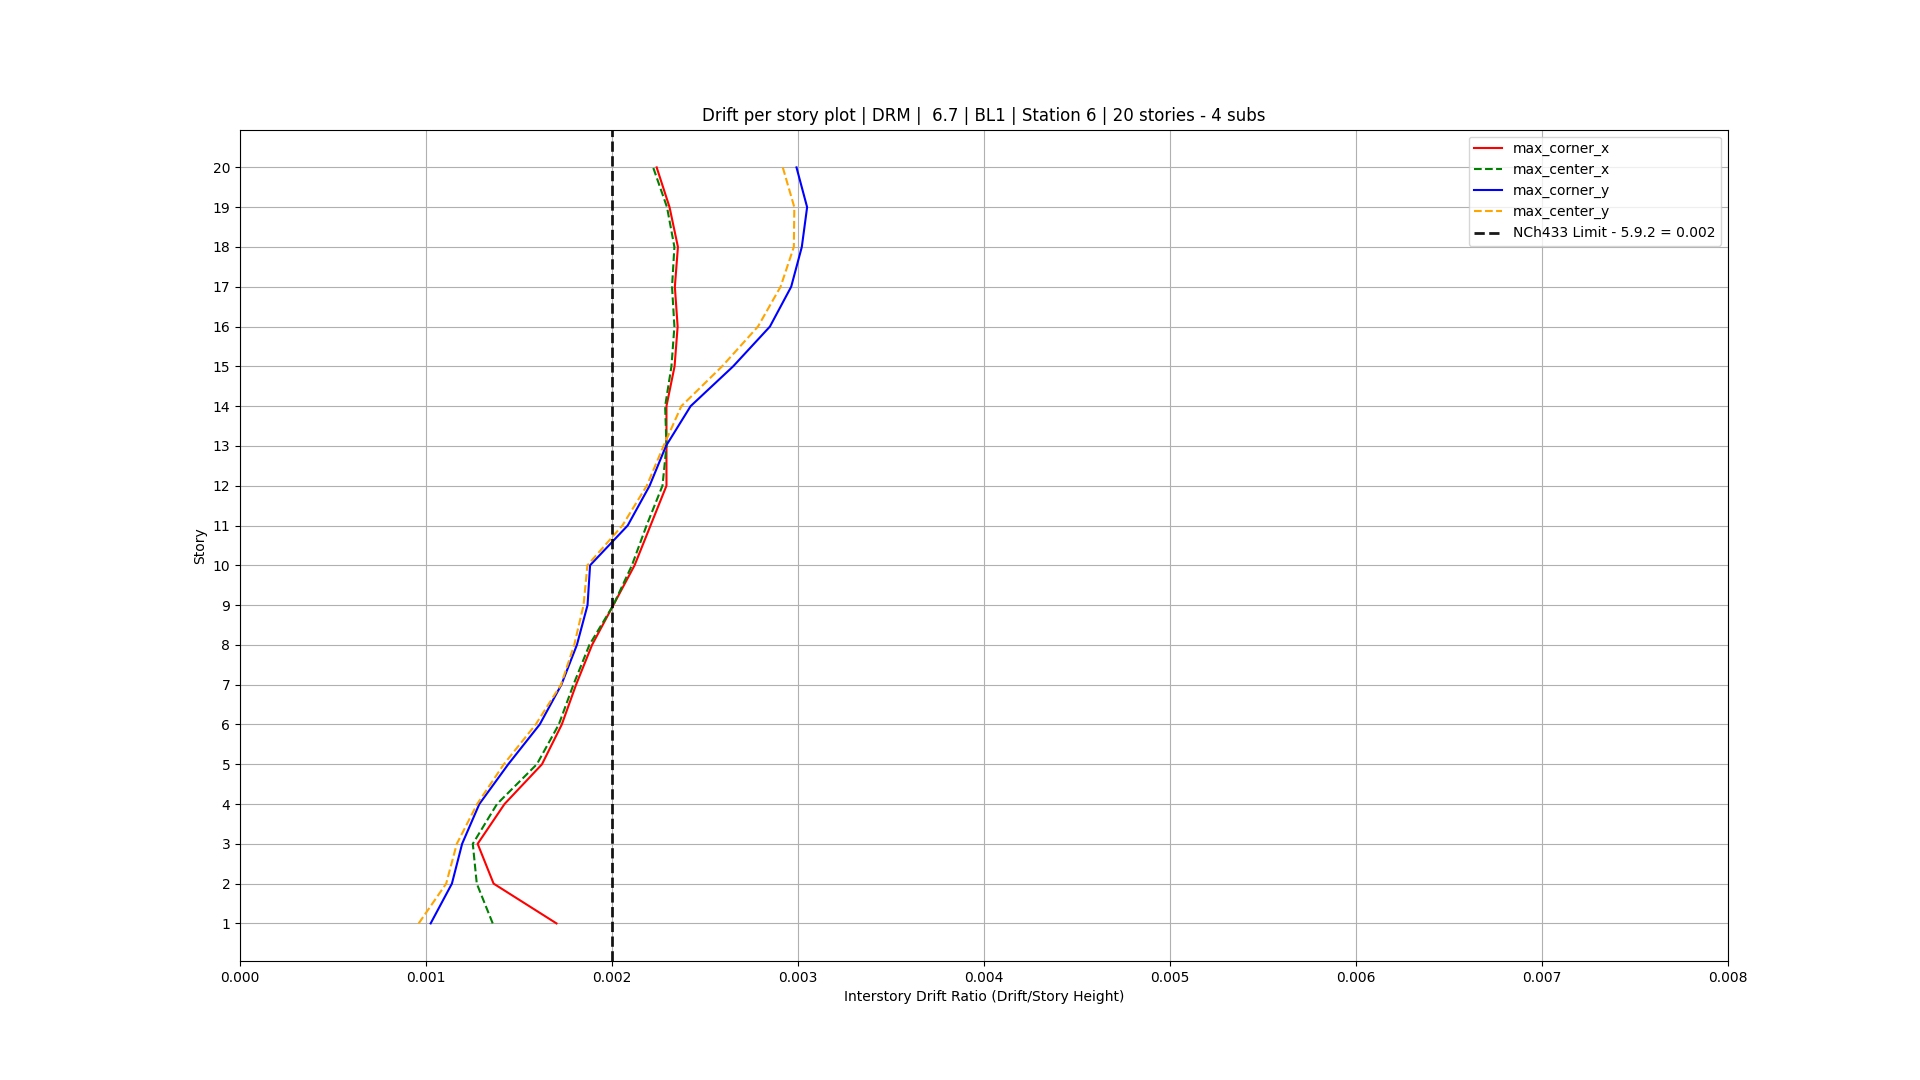 Drift per story plot | DRM |  6.7 | BL1 | Station 6 | 20 stories - 4 subs
max_corner_x
max_center_x
max_corner_y
max_center_y
NCh433 Limit - 5.9.2 = 0.002
20
19
18
17
16
15
14
13
12
11
10
9
8
7
6
5
4
3
2
1
Story
0.000 0.001 0.002 0.003 0.004 0.005 0.006 0.007 0.008
Interstory Drift Ratio (Drift/Story Height)